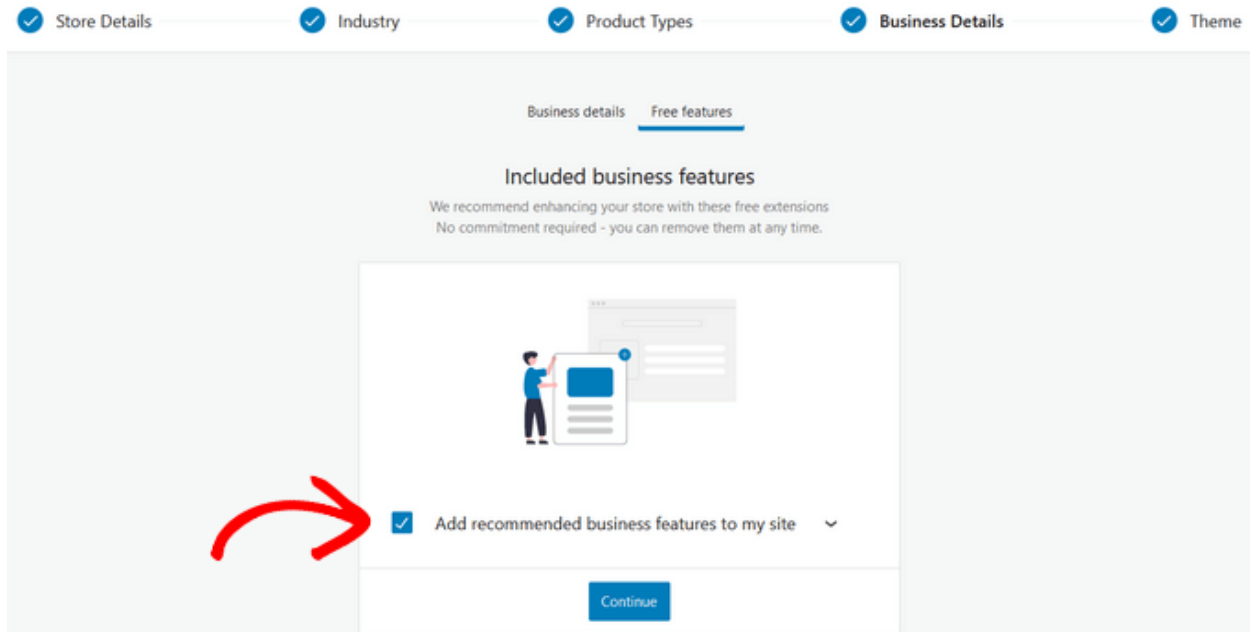 Store Details
Industry
Product Types
Business Details
Theme
Business details
Free features
Included business features
We recommend enhancing your store with these free extensions
No commitment required - you can remove them at any time.
Add recommended business features to my site
Continue